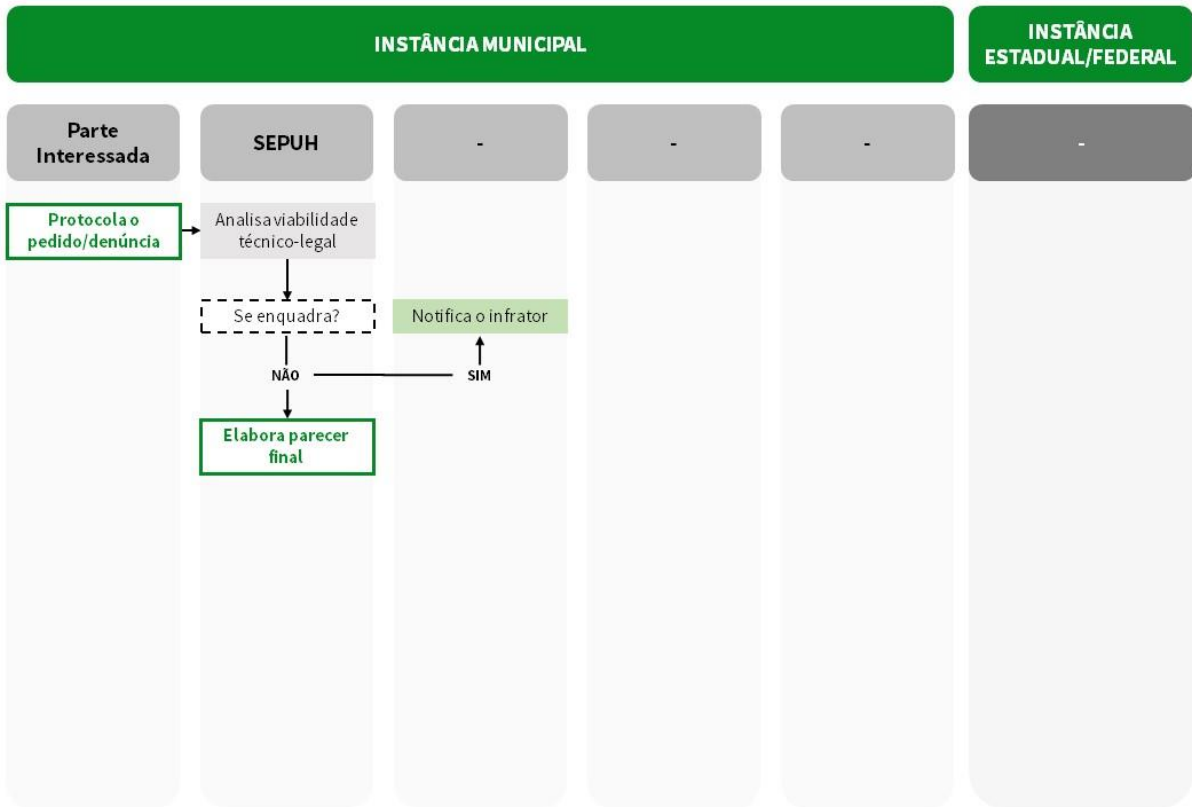 INSTÂNCIA MUNICIPAL
INSTÂNCIA
ESTADUAL/FEDERAL
Parte
Interessada
SEPUH
-
-
-
-
Protocola o
pedido/denúncia
Analisa viabilidade
técnico-legal
Se enquadra?
Notifica o infrator
NÃO
SIM
Elabora parecer
final